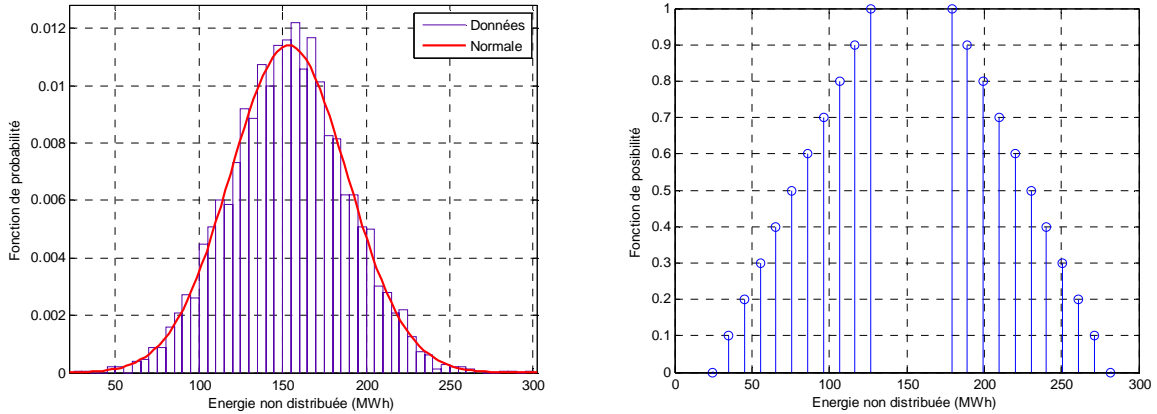 0.012
0.01
0.008
0.006
0.004
0.002
0
50 100 150 200 250 300
Fonction de probabilité
Energie non distribuée (MWh)
Données
Normale
1
0.9
0.8
0.7
0.6
0.5
0.4
0.3
0.2
0.1
0
0 50 100 150 200 250 300
Fonction de posibilité
Energie non distribuée (MWh)